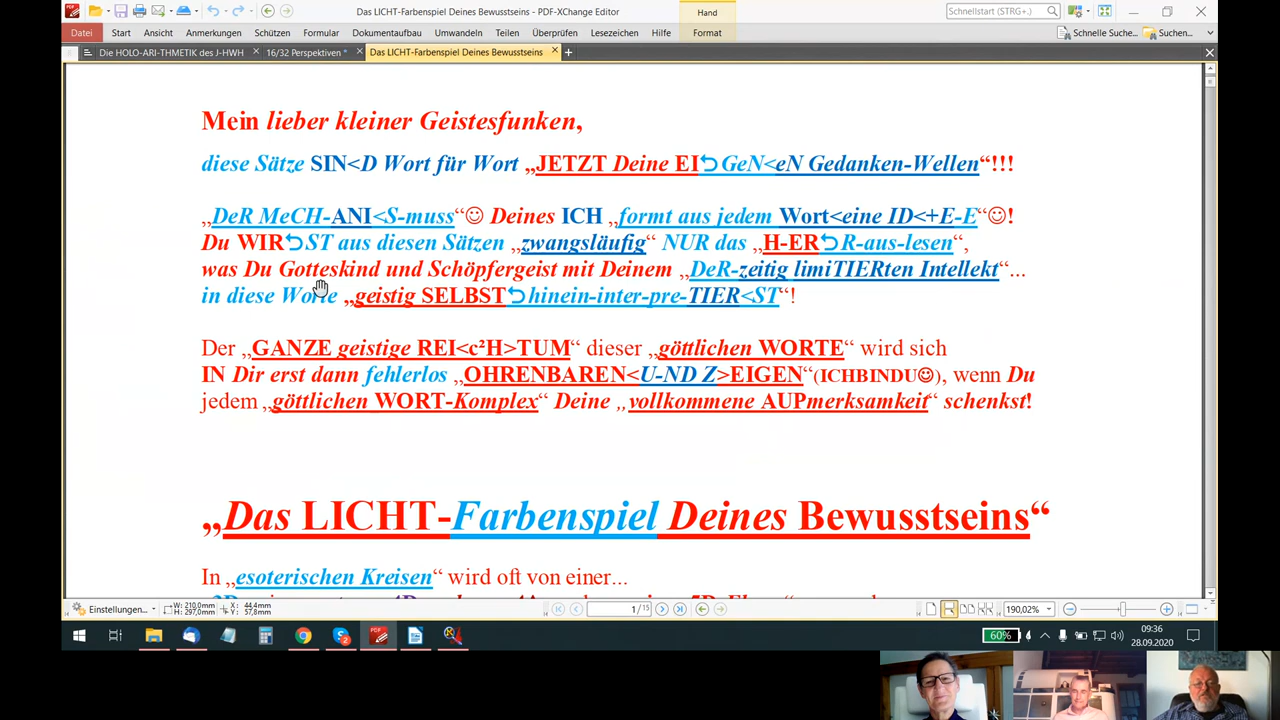 Das LICHT-Farbenspiel Deines Bewusstseins - PDF-XChange Editor
Hand
Schnellstart (STRG+,)
Datei Start Ansicht Anmerkungen Schützen Formular Dokumentaufbau Umwandeln Teilen Überprüfen Lesezeichen Hilfe Format Schnelle Suche... Suchen...
Die HOLO-ARI-THMETIK des J-HWH × 16/32 Perspektiven * × Das LICHT-Farbenspiel Deines Bewusstseins ×
Mein lieber kleiner Geistesfunken,
diese Sätze SIN<D Wort für Wort „JETZT Deine EI⮌GeN<eN Gedanken-Wellen“!!!
„DeR MeCH-ANI<S-muss“☺ Deines ICH „formt aus jedem Wort<eine ID<+E-E“☺!
Du WIR⮌ST aus diesen Sätzen „zwangsläufig“ NUR das „H-ER⮌R-aus-lesen“,
was Du Gotteskind und Schöpfergeist mit Deinem „DeR-zeitig limiTIERten Intellekt“...
in diese Worte „geistig SELBST⮌hinein-inter-pre-TIER<ST“!
Der „GANZE geistige REI<c²H>TUM“ dieser „göttlichen WORTE“ wird sich
IN Dir erst dann fehlerlos „OHRENBAREN<U-ND Z>EIGEN“(ICHBINDU☺), wenn Du
jedem „göttlichen WORT-Komplex“ Deine „vollkommene AUPmerksamkeit“ schenkst!
„Das LICHT-Farbenspiel Deines Bewusstseins“
In „esoterischen Kreisen“ wird oft von einer...
Einstellungen... W: 210,0mm X: 44,4mm 1 / 15 190,02%
H: 297,0mm Y: 57,8mm
60% 09:36
28.09.2020